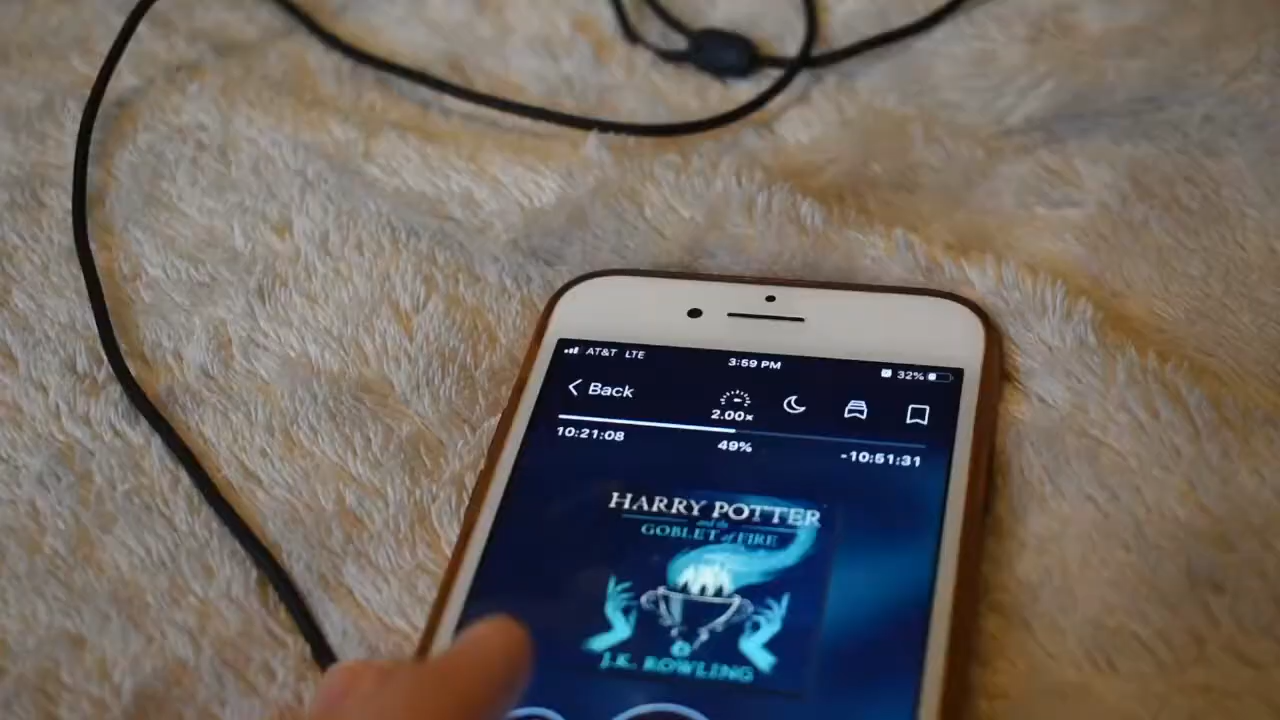 AT&T LTE 3:59 PM 32%
Back
2.00x
10:21:08 49% -10:51:31
HARRY POTTER
and the
GOBLET of FIRE
J.K. ROWLING